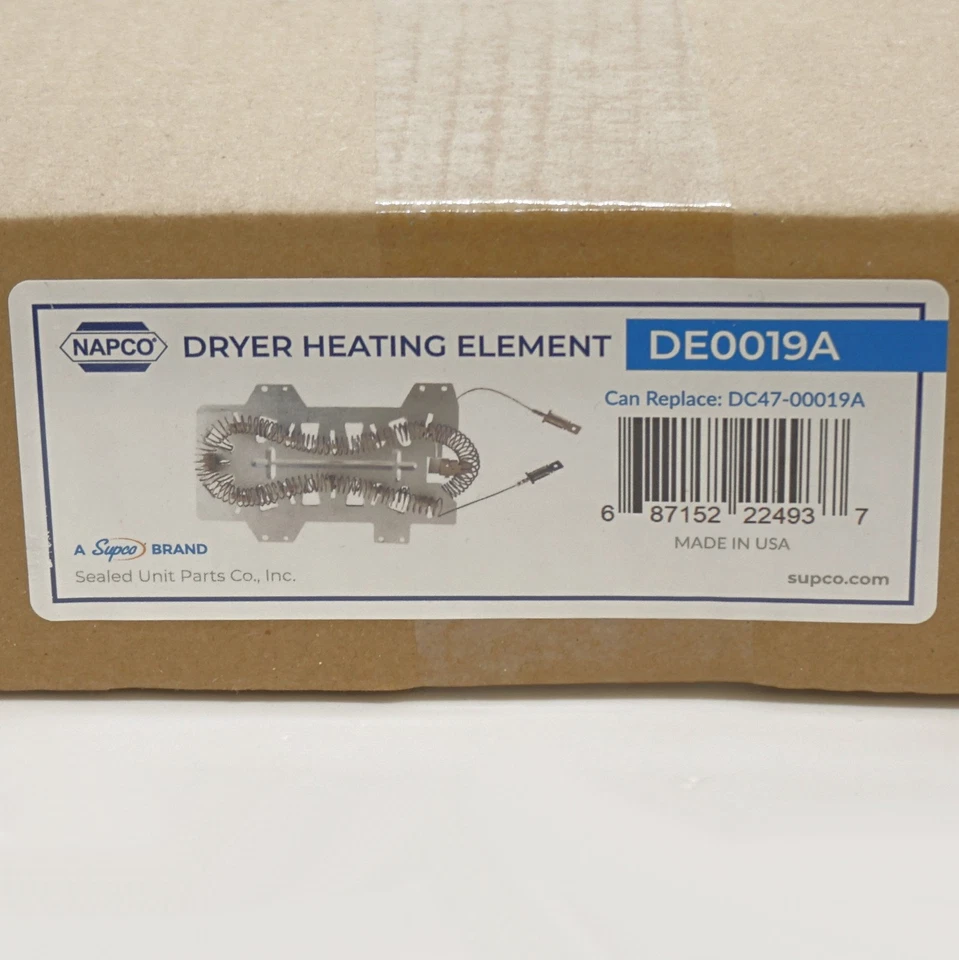 NAPCO®
DRYER HEATING ELEMENT
DE0019A
Can Replace: DC47-00019A
6 87152 22493 7
MADE IN USA
A Supco BRAND
Sealed Unit Parts Co., Inc.
supco.com